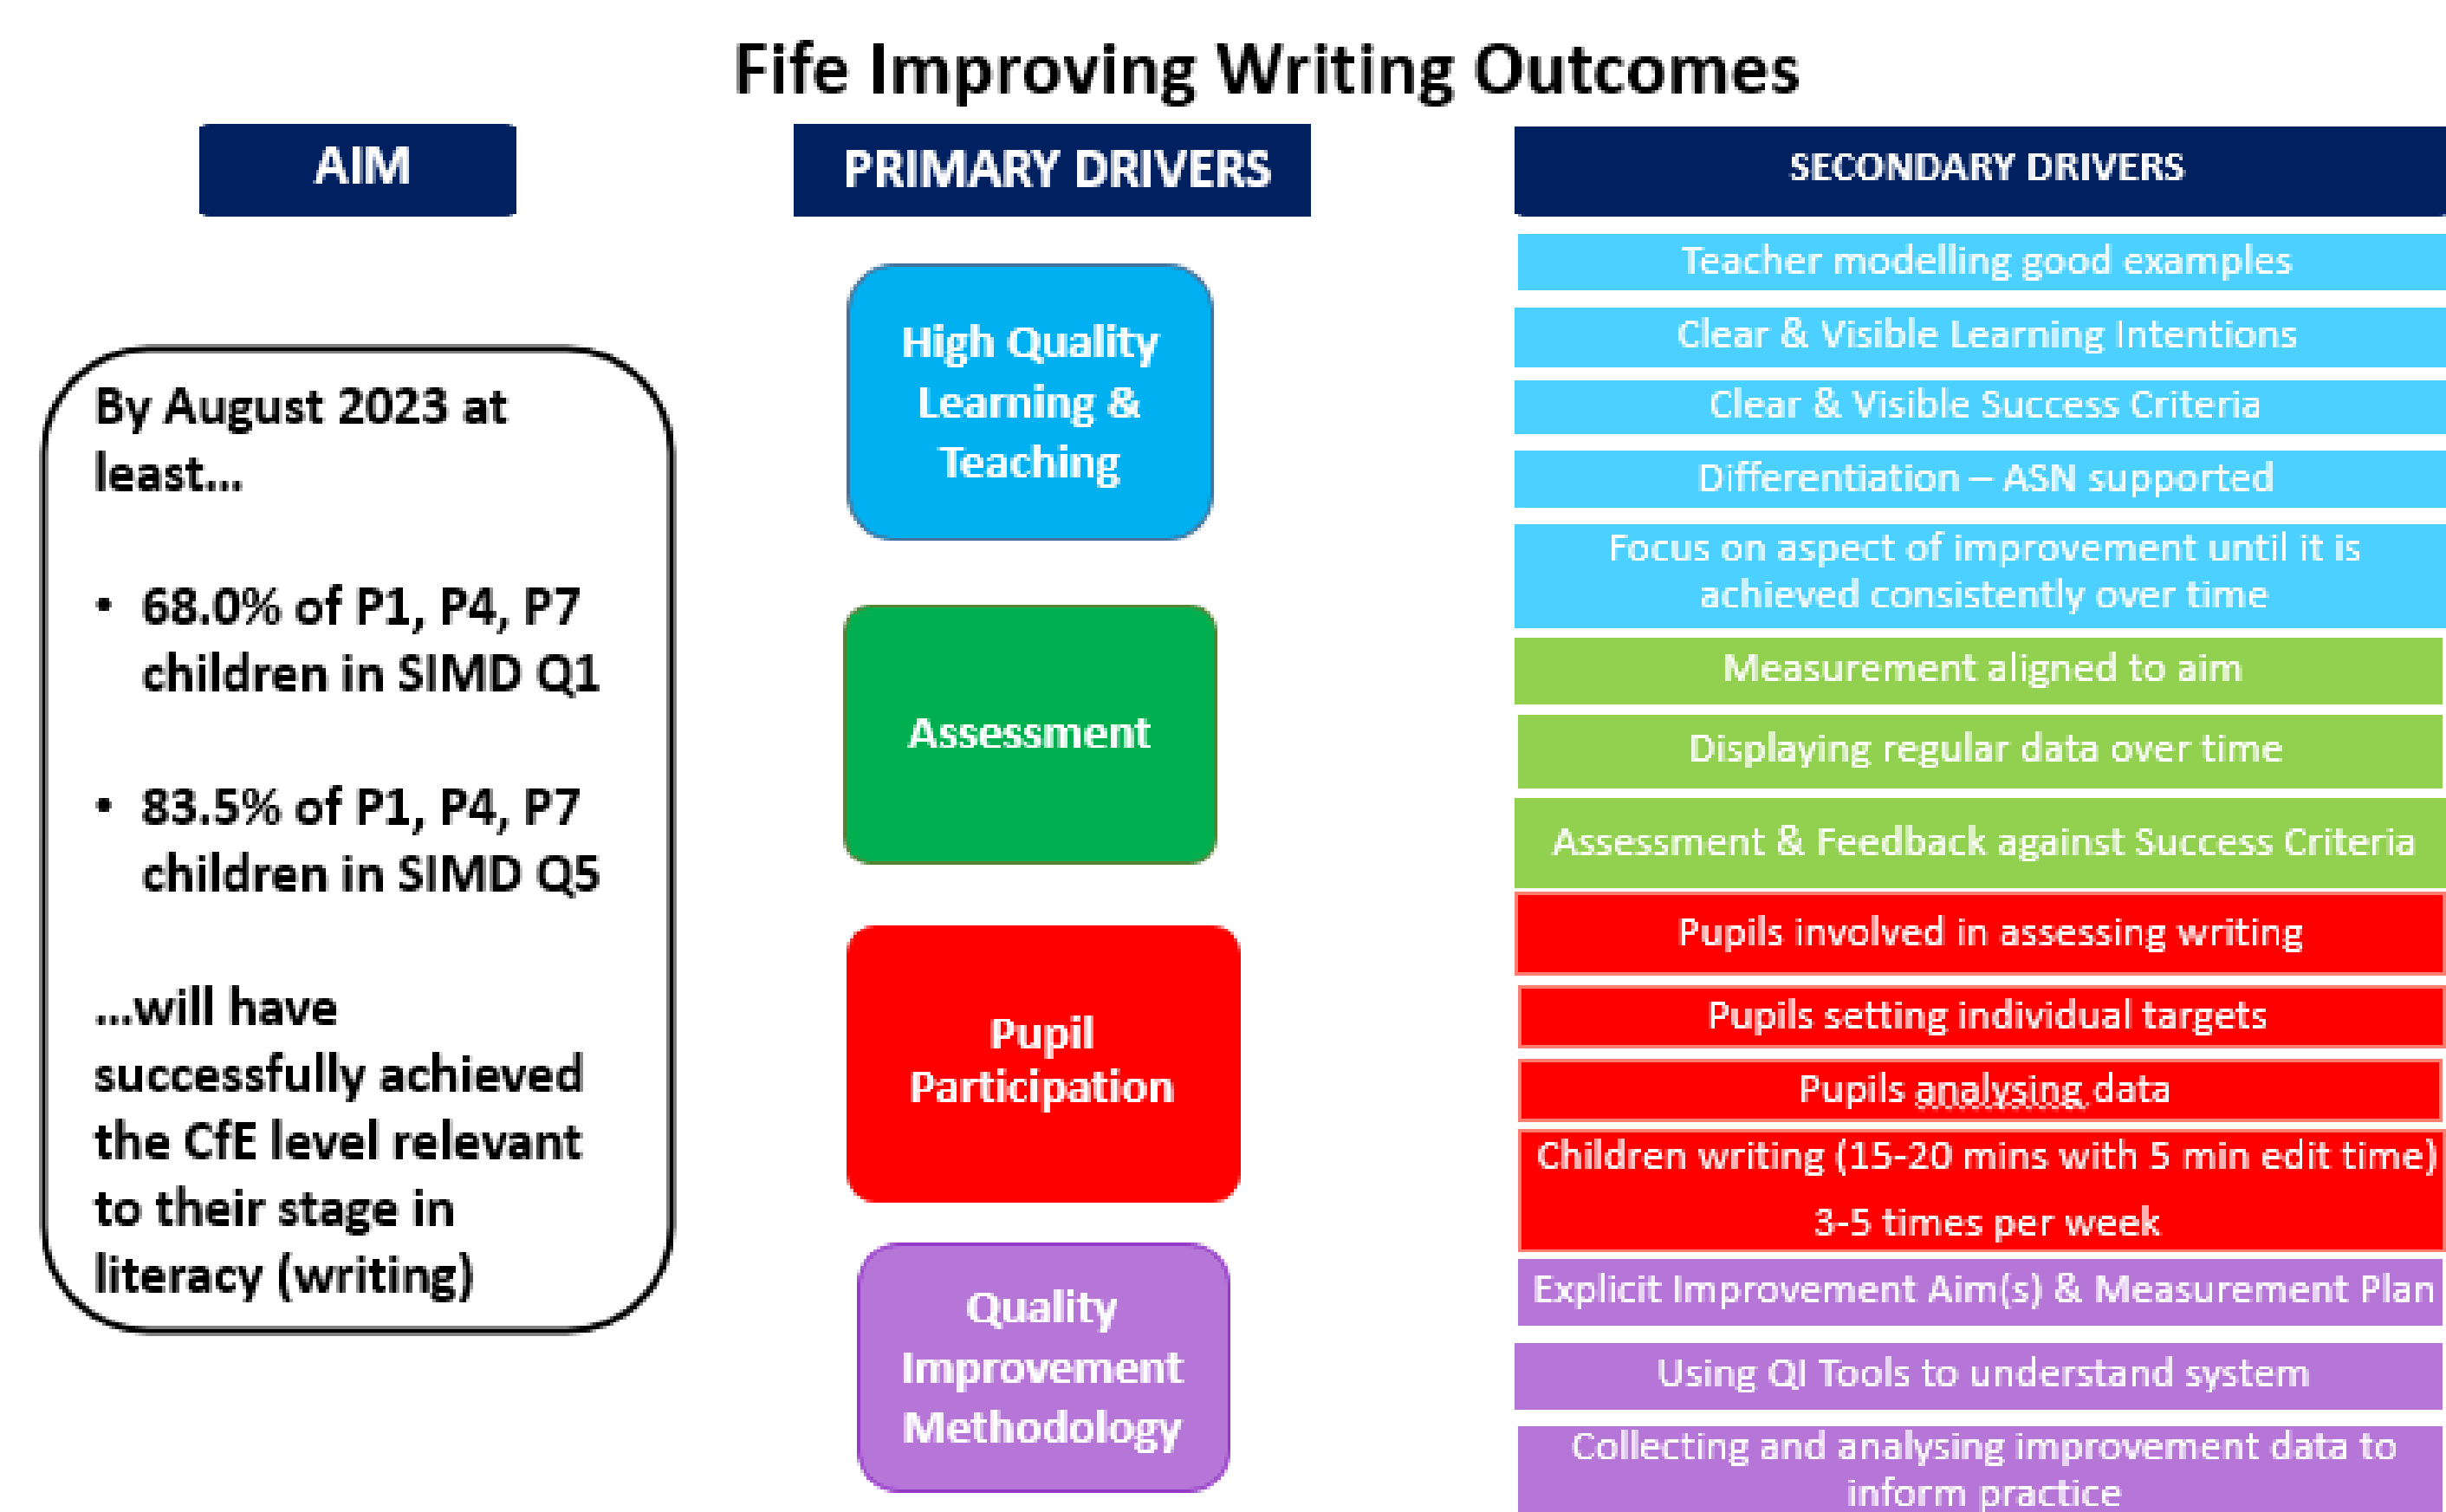 Fife Improving Writing Outcomes
AIM
By August 2023 at
least...
• 68.0% of P1, P4, P7
children in SIMD Q1
• 83.5% of P1, P4, P7
children in SIMD Q5
...will have
successfully achieved
the CfE level relevant
to their stage in
literacy (writing)
PRIMARY DRIVERS
High Quality
Learning &
Teaching
Assessment
Pupil
Participation
Quality
Improvement
Methodology
SECONDARY DRIVERS
Teacher modelling good examples
Clear & Visible Learning Intentions
Clear & Visible Success Criteria
Differentiation – ASN supported
Focus on aspect of improvement until it is
achieved consistently over time
Measurement aligned to aim
Displaying regular data over time
Assessment & Feedback against Success Criteria
Pupils involved in assessing writing
Pupils setting individual targets
Pupils analysing data
Children writing (15-20 mins with 5 min edit time)
3-5 times per week
Explicit Improvement Aim(s) & Measurement Plan
Using QI Tools to understand system
Collecting and analysing improvement data to
inform practice